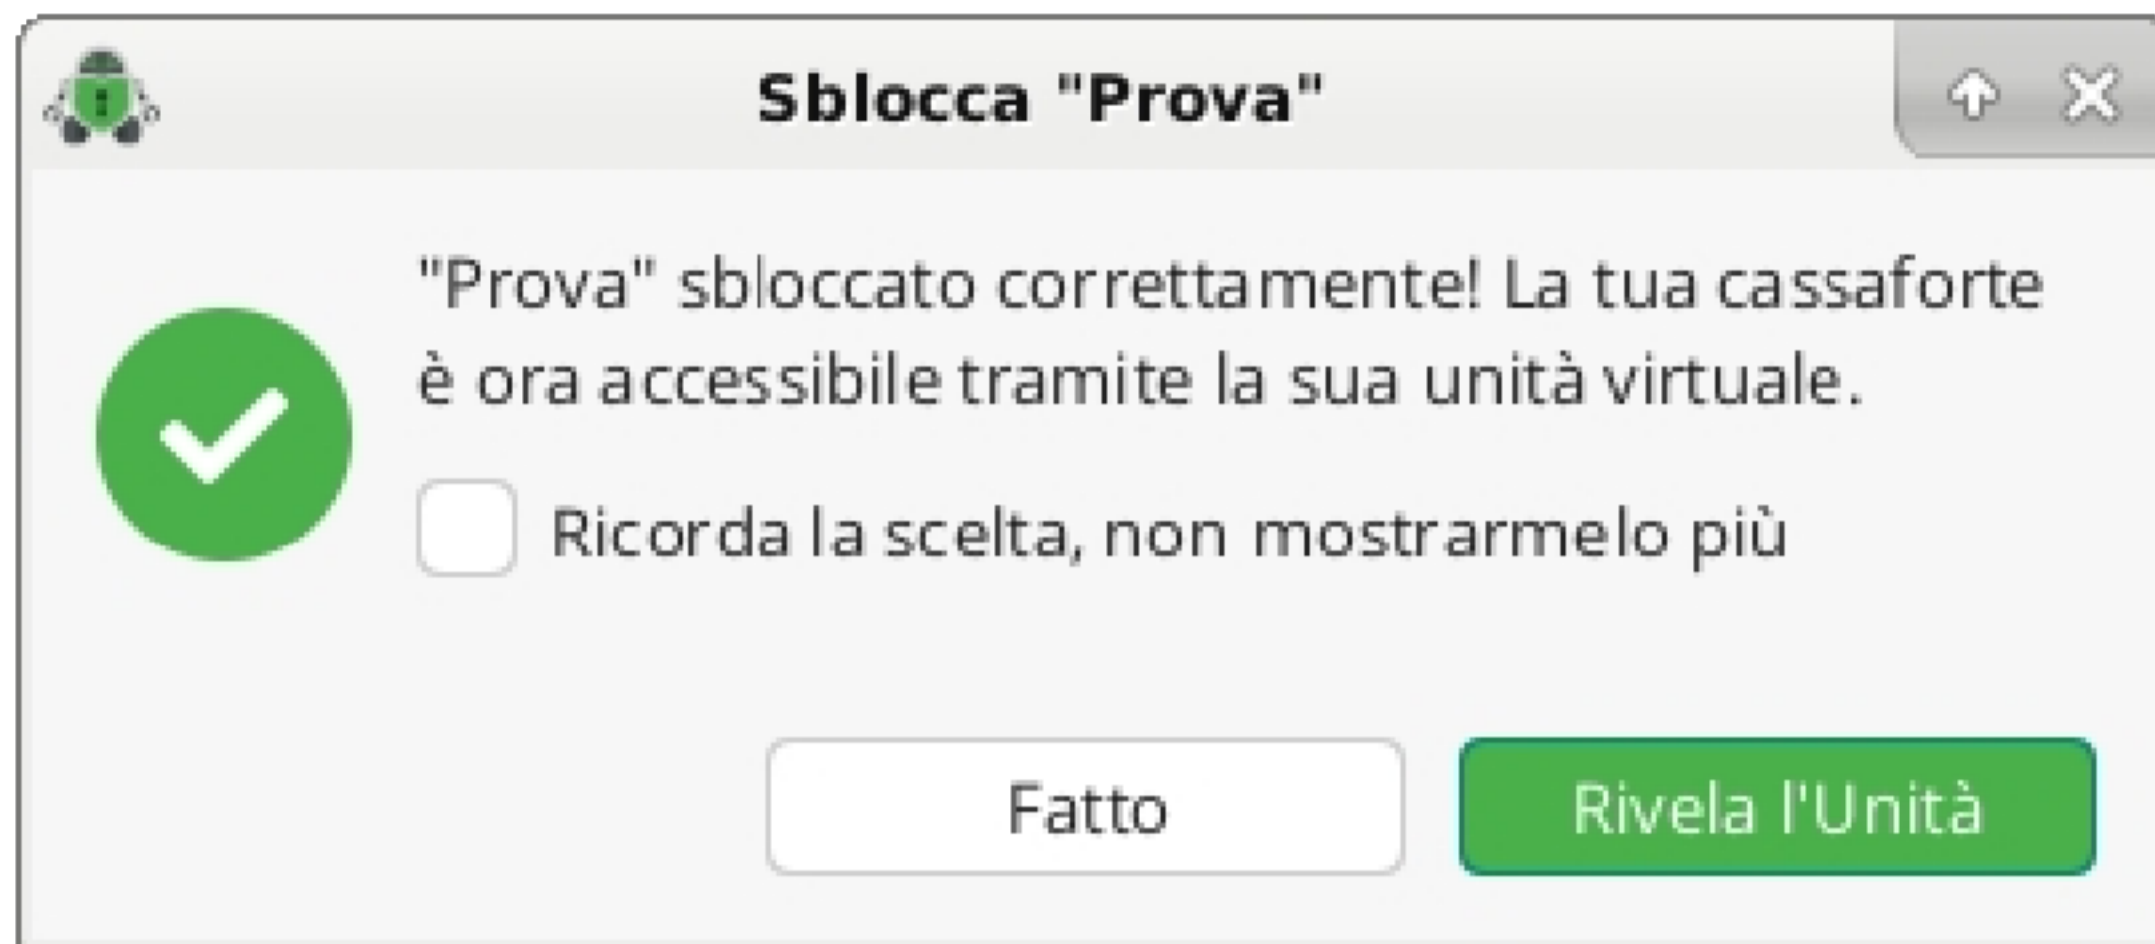 Sblocca "Prova"
"Prova" sbloccato correttamente! La tua cassaforte
è ora accessibile tramite la sua unità virtuale.
Ricorda la scelta, non mostrarmelo più
Fatto
Rivela l'Unità